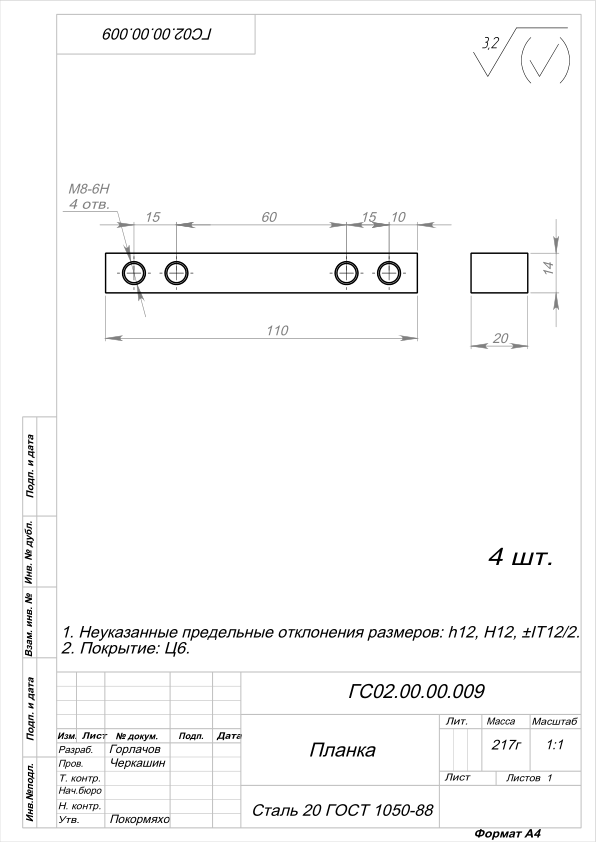 ГС02.00.00.009
3,2
М8-6Н
4 отв.
15
60
15
10
14
110
20
Подп. и дата
Инв. № дубл.
Взам. инв. №
Подп. и дата
Инв.№подл.
4 шт.
1. Неуказанные предельные отклонения размеров: h12, H12, ±IT12/2.
2. Покрытие: Ц6.
ГС02.00.00.009
Изм. Лист № докум. Подп. Дата
Разраб. Горлачов
Пров. Черкашин
Т. контр.
Нач.бюро
Н. контр.
Утв. Покормяхо
Планка
Лит. Масса Масштаб
217г 1:1
Лист Листов 1
Сталь 20 ГОСТ 1050-88
Формат А4